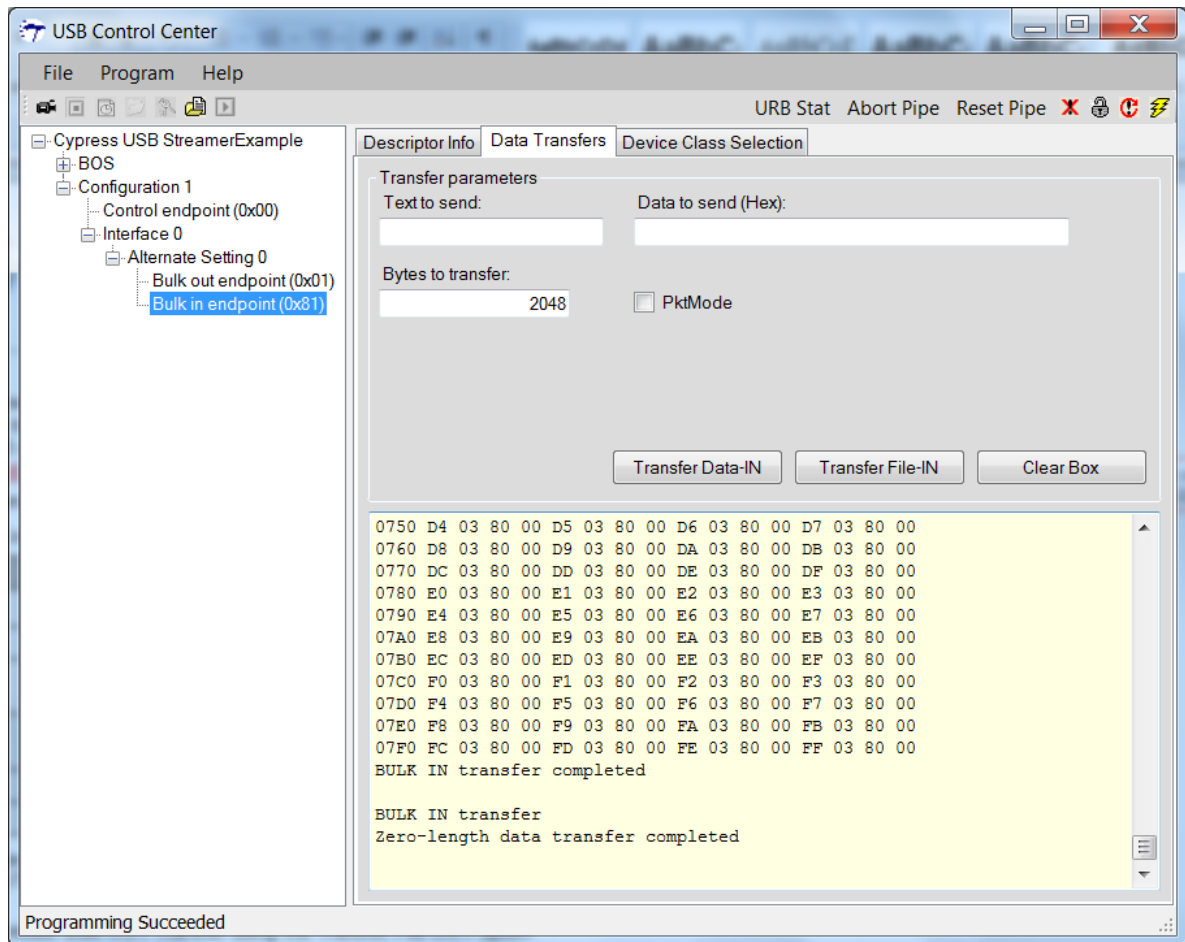 USB Control Center
File Program Help
URB Stat Abort Pipe Reset Pipe
Cypress USB StreamerExample
BOS
Configuration 1
Control endpoint (0x00)
Interface 0
Alternate Setting 0
Bulk out endpoint (0x01)
Bulk in endpoint (0x81)
Descriptor Info Data Transfers Device Class Selection
Transfer parameters
Text to send: Data to send (Hex):
Bytes to transfer:
2048 PktMode
Transfer Data-IN Transfer File-IN Clear Box
0750 D4 03 80 00 D5 03 80 00 D6 03 80 00 D7 03 80 00
0760 D8 03 80 00 D9 03 80 00 DA 03 80 00 DB 03 80 00
0770 DC 03 80 00 DD 03 80 00 DE 03 80 00 DF 03 80 00
0780 E0 03 80 00 E1 03 80 00 E2 03 80 00 E3 03 80 00
0790 E4 03 80 00 E5 03 80 00 E6 03 80 00 E7 03 80 00
07A0 E8 03 80 00 E9 03 80 00 EA 03 80 00 EB 03 80 00
07B0 EC 03 80 00 ED 03 80 00 EE 03 80 00 EF 03 80 00
07C0 F0 03 80 00 F1 03 80 00 F2 03 80 00 F3 03 80 00
07D0 F4 03 80 00 F5 03 80 00 F6 03 80 00 F7 03 80 00
07E0 F8 03 80 00 F9 03 80 00 FA 03 80 00 FB 03 80 00
07F0 FC 03 80 00 FD 03 80 00 FE 03 80 00 FF 03 80 00
BULK IN transfer completed
BULK IN transfer
Zero-length data transfer completed
Programming Succeeded